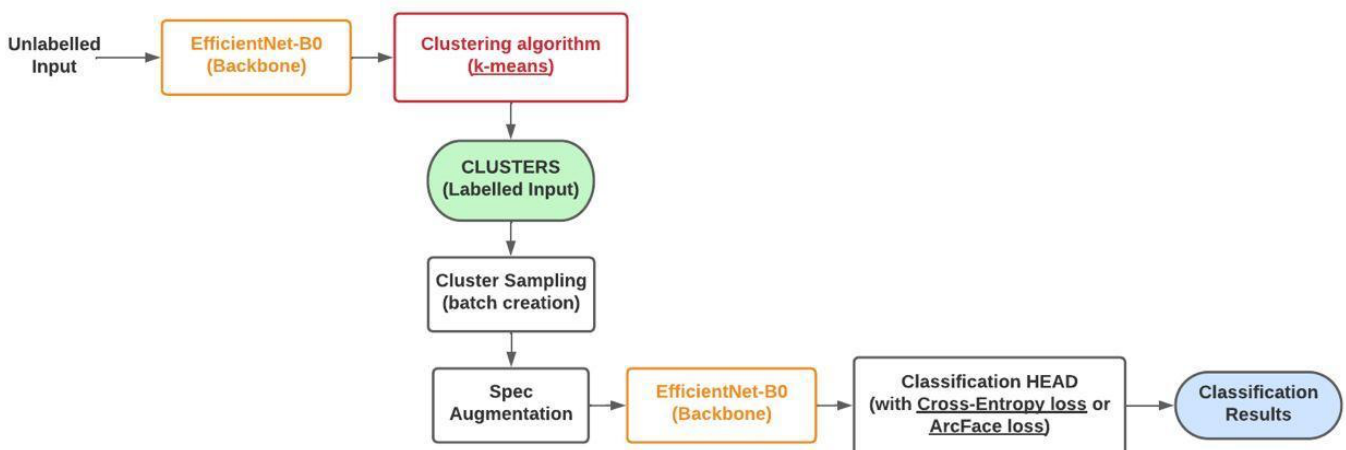 Unlabelled
Input
EfficientNet-B0
(Backbone)
Clustering algorithm
(k-means)
CLUSTERS
(Labelled Input)
Cluster Sampling
(batch creation)
Spec
Augmentation
EfficientNet-B0
(Backbone)
Classification HEAD
(with Cross-Entropy loss or
ArcFace loss)
Classification
Results